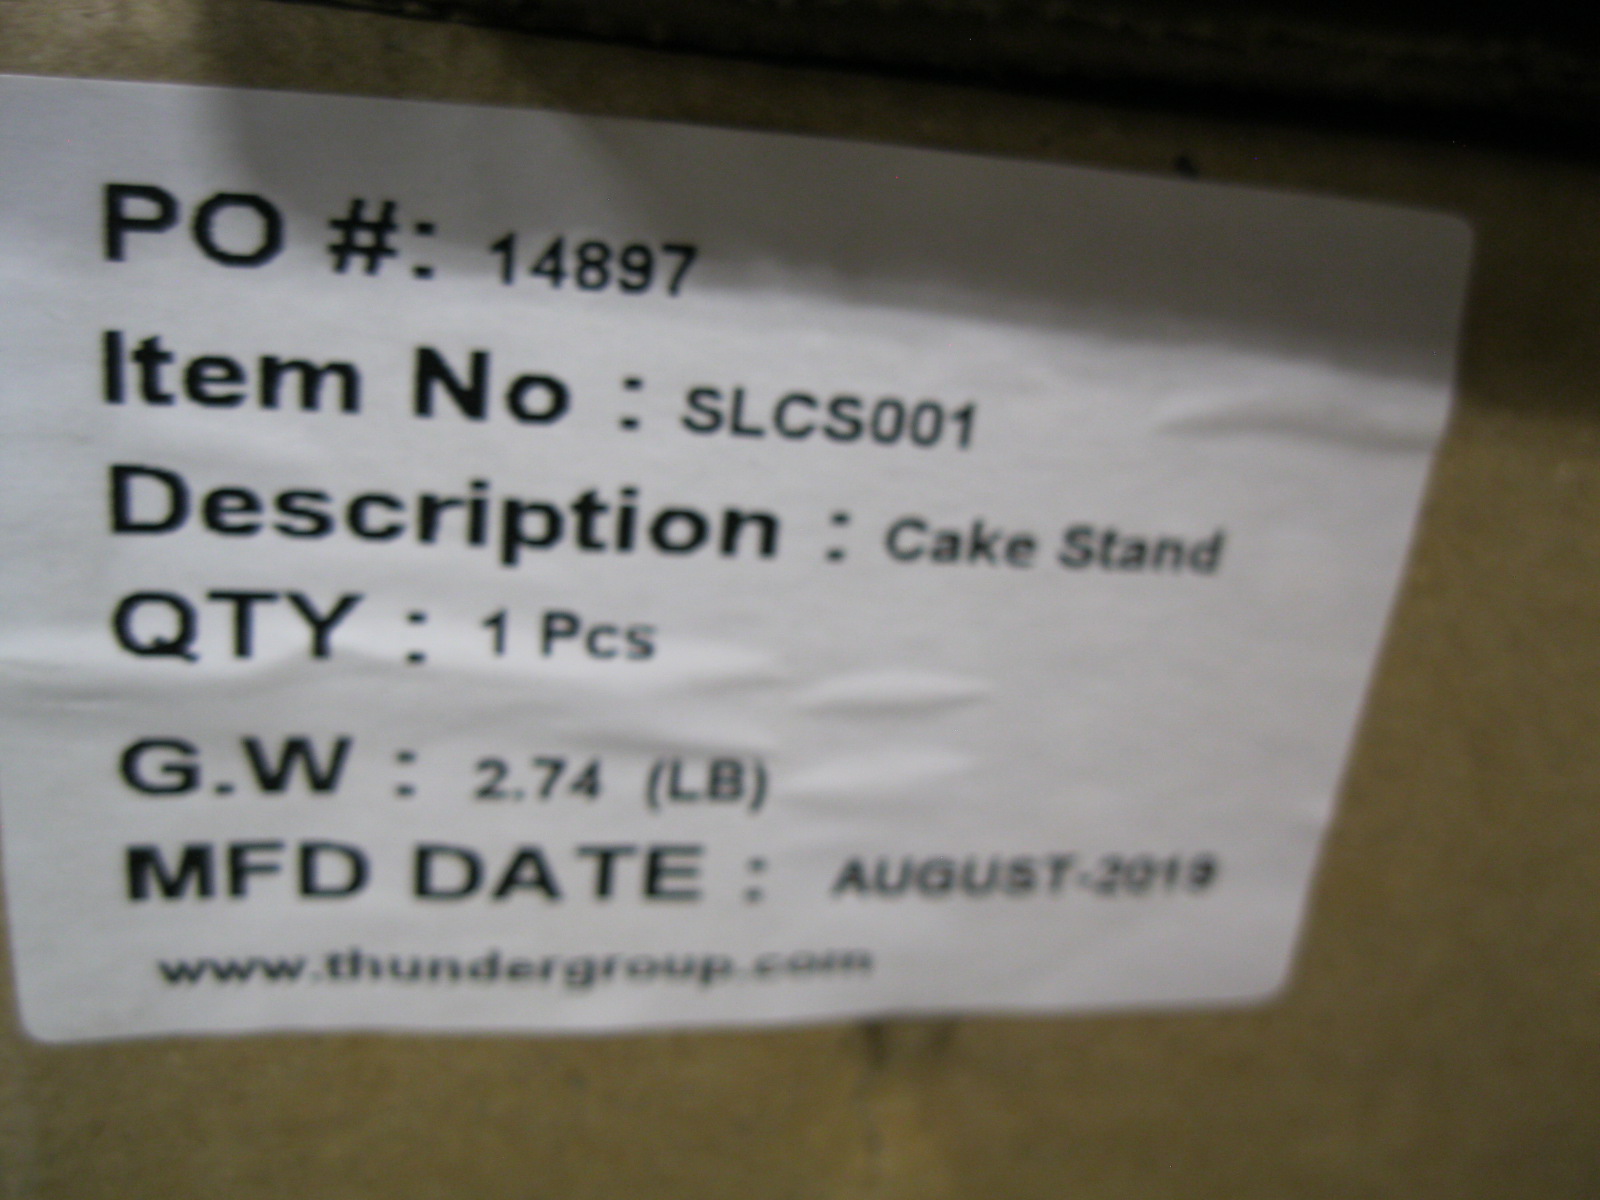 PO #: 14897
Item No : SLCS001
Description : Cake Stand
QTY : 1 Pcs
G.W : 2.74 (LB)
MFD DATE : AUGUST-2019
www.thundergroup.com